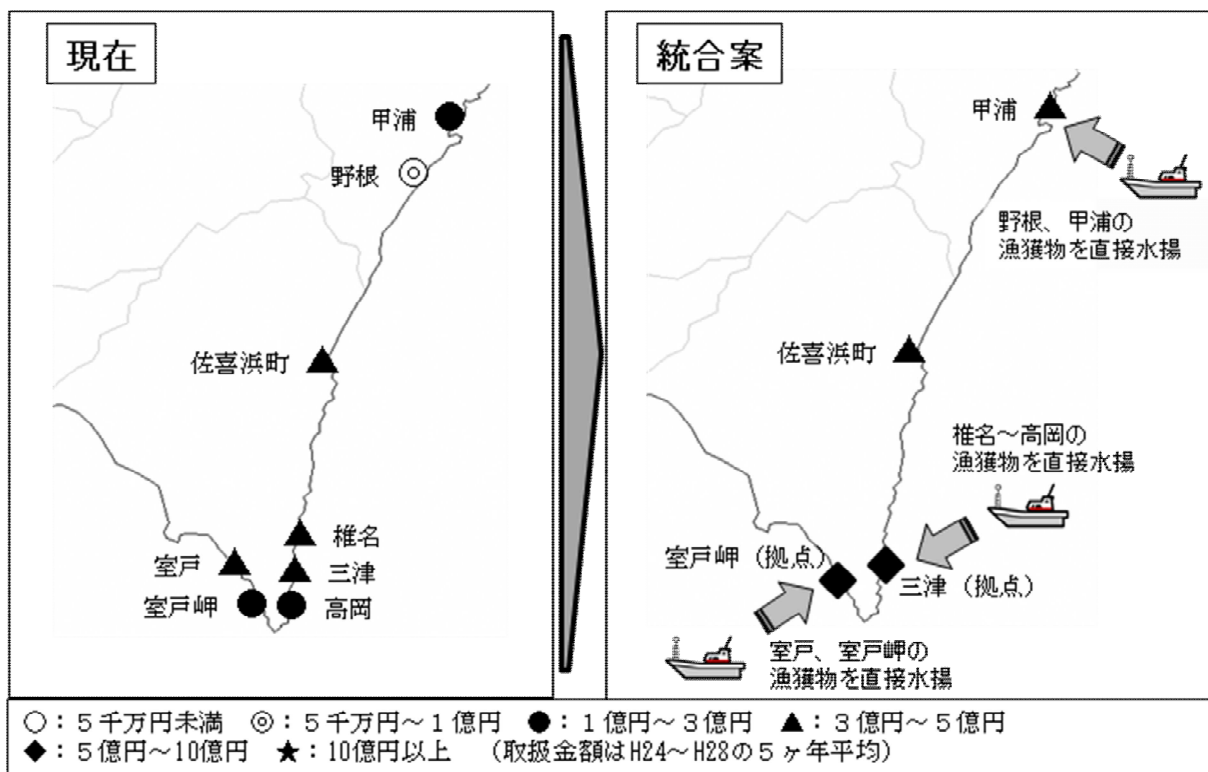 現在
甲浦
野根
佐喜浜町
椎名
室戸
三津
室戸岬
高岡
統合案
甲浦
野根、甲浦の
漁獲物を直接水揚
佐喜浜町
椎名～高岡の
漁獲物を直接水揚
室戸岬（拠点）
三津（拠点）
室戸、室戸岬の
漁獲物を直接水揚
○：５千万円未満　◎：５千万円～１億円　●：１億円～３億円　▲：３億円～５億円
◆：５億円～10億円　★：10億円以上　（取扱金額はH24～H28の５ヶ年平均）